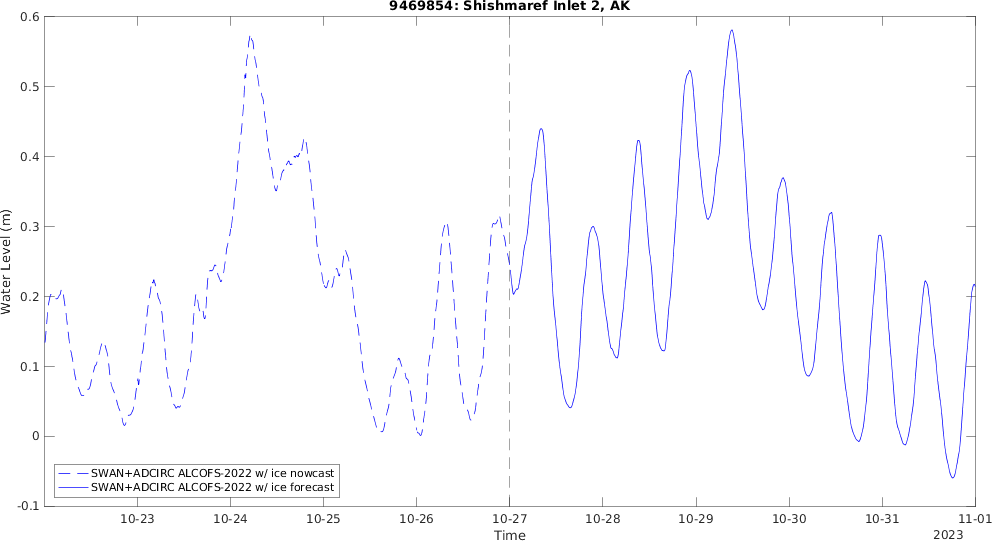 9469854: Shishmaref Inlet 2, AK
0.6
0.5
0.4
0.3
0.2
0.1
0
-0.1
Water Level (m)
SWAN+ADCIRC ALCOFS-2022 w/ ice nowcast
SWAN+ADCIRC ALCOFS-2022 w/ ice forecast
10-23 10-24 10-25 10-26 10-27 10-28 10-29 10-30 10-31 11-01
Time
2023